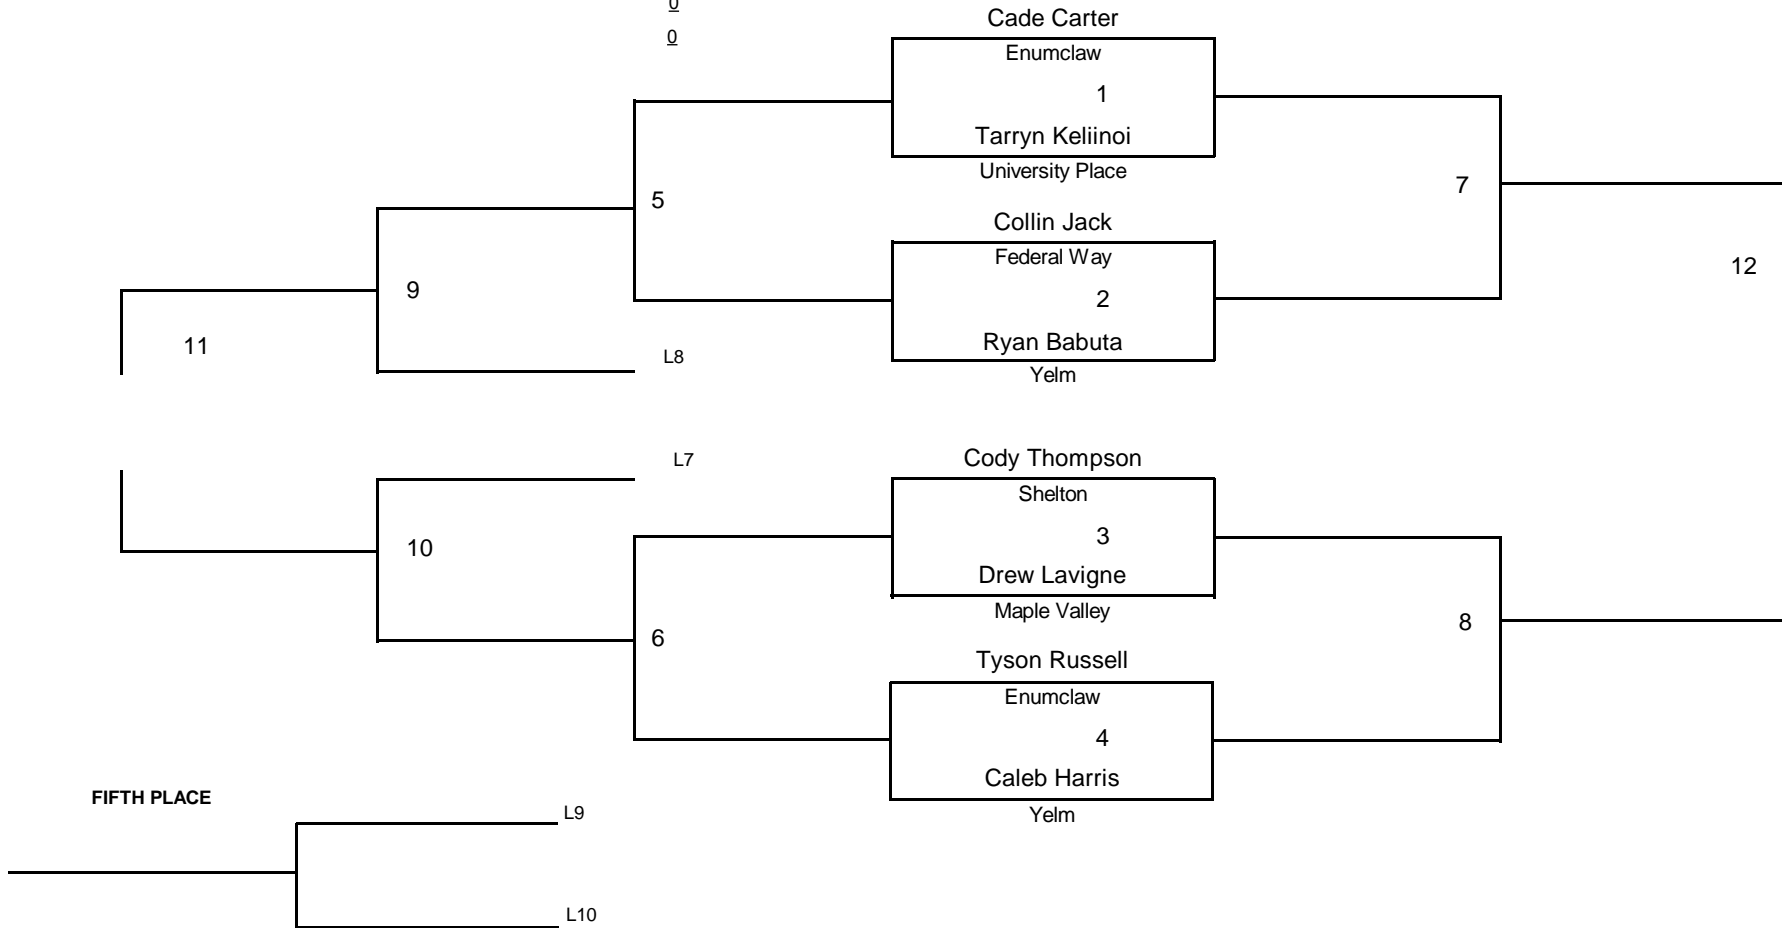 0
0
Cade Carter
Enumclaw
1
Tarryn Keliinoi
University Place
5
7
Collin Jack
Federal Way
9
2
12
11
Ryan Babuta
L8
Yelm
L7
Cody Thompson
Shelton
10
3
Drew Lavigne
Maple Valley
6
8
Tyson Russell
Enumclaw
4
Caleb Harris
Yelm
FIFTH PLACE
L9
L10